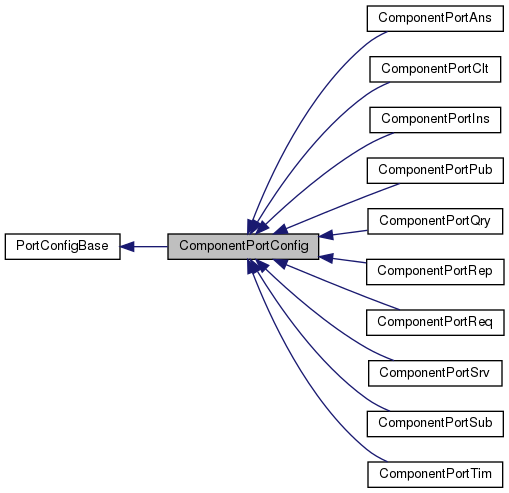 ComponentPortAns
ComponentPortClt
ComponentPortIns
ComponentPortPub
ComponentPortQry
PortConfigBase
ComponentPortConfig
ComponentPortRep
ComponentPortReq
ComponentPortSrv
ComponentPortSub
ComponentPortTim